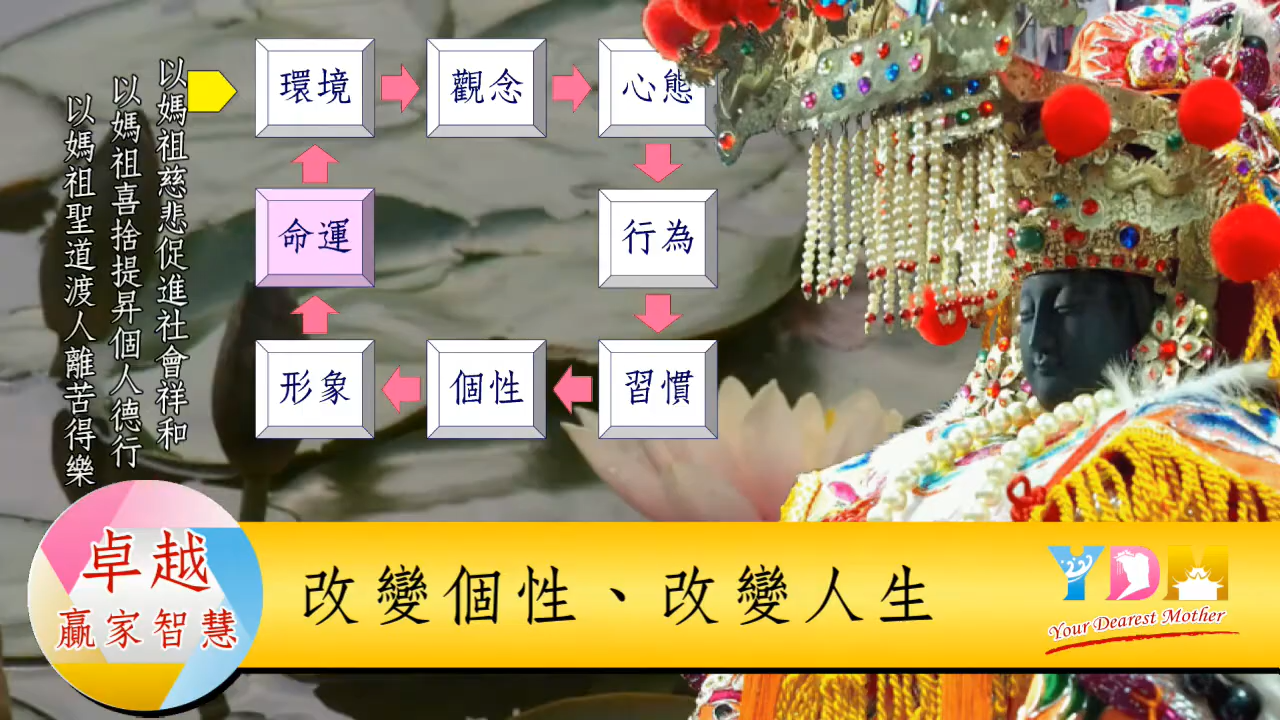 以媽祖慈悲促進社會祥和
以媽祖喜捨提昇個人德行
以媽祖聖道渡人離苦得樂
環境
觀念
心態
行為
習慣
個性
形象
命運
卓越
贏家智慧
改變個性、改變人生
YDM
Your Dearest Mother